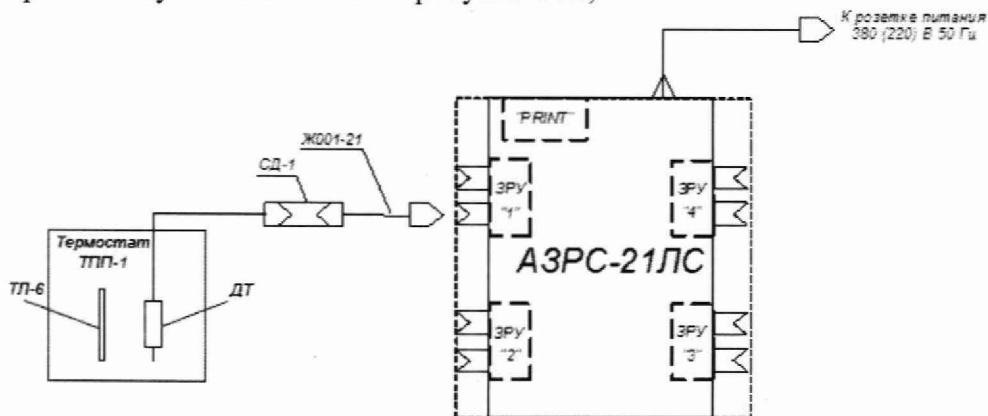 К розетке питания
380 (220) В 50 Гц
"PRINT"
Ж001-21
СД-1
ЗРУ
"1"
ЗРУ
"4"
Термостат
ТПП-1
АЗРС-21ЛС
ТЛ-6
ДТ
ЗРУ
"2"
ЗРУ
"3"